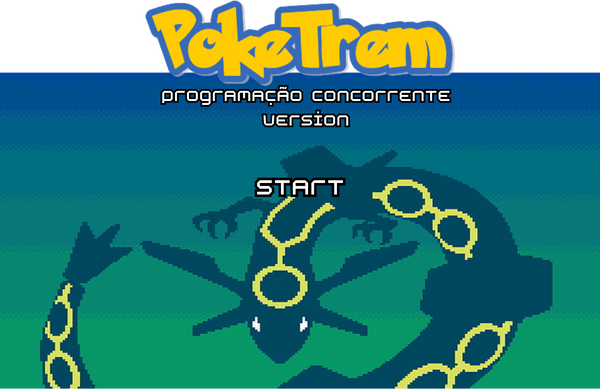 PokeTrem
PROGRAMAÇÃO CONCORRENTE
VERSION
START